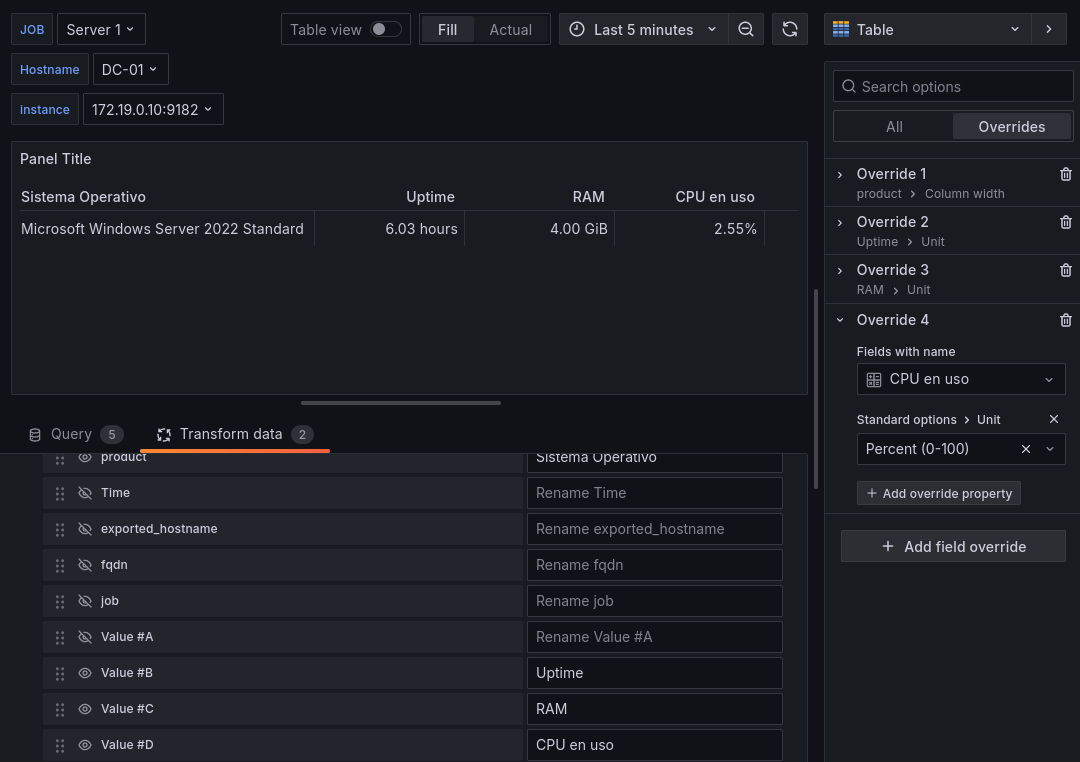 JOB Server 1 Table view Fill Actual Last 5 minutes Table
Hostname DC-01
instance 172.19.0.10:9182
Panel Title
Sistema Operativo Uptime RAM CPU en uso
Microsoft Windows Server 2022 Standard 6.03 hours 4.00 GiB 2.55%
Query 5 Transform data 2
product Sistema Operativo
Time Rename Time
exported_hostname Rename exported_hostname
fqdn Rename fqdn
job Rename job
Value #A Rename Value #A
Value #B Uptime
Value #C RAM
Value #D CPU en uso
Search options
All Overrides
Override 1
product > Column width
Override 2
Uptime > Unit
Override 3
RAM > Unit
Override 4
Fields with name
CPU en uso
Standard options > Unit
Percent (0-100)
+ Add override property
+ Add field override